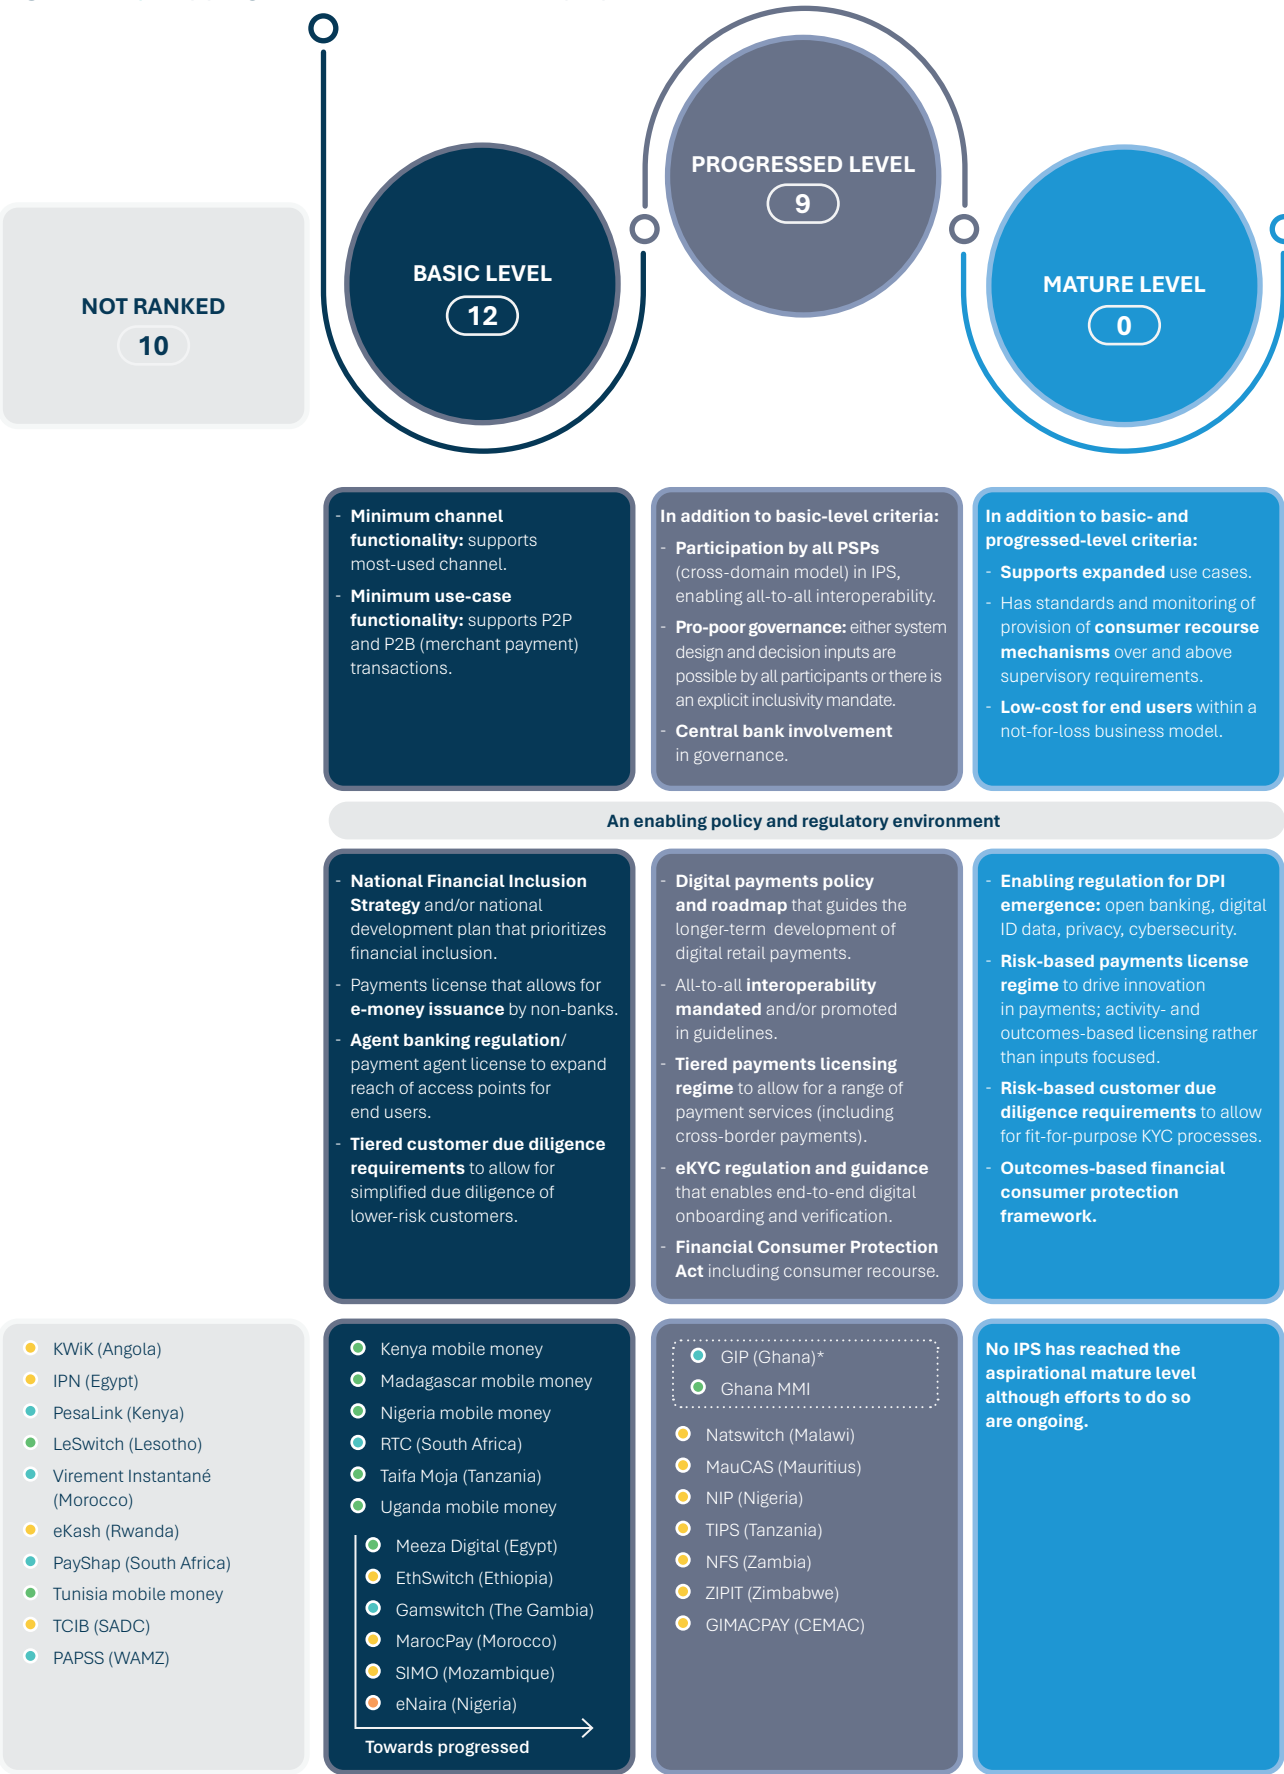 NOT RANKED
10
BASIC LEVEL
12
PROGRESSED LEVEL
9
MATURE LEVEL
0
- Minimum channel
functionality: supports
most-used channel.
- Minimum use-case
functionality: supports P2P
and P2B (merchant payment)
transactions.
In addition to basic-level criteria:
- Participation by all PSPs
(cross-domain model) in IPS,
enabling all-to-all interoperability.
- Pro-poor governance: either system
design and decision inputs are
possible by all participants or there is
an explicit inclusivity mandate.
- Central bank involvement
in governance.
In addition to basic- and
progressed-level criteria:
- Supports expanded use cases.
- Has standards and monitoring of
provision of consumer recourse
mechanisms over and above
supervisory requirements.
- Low-cost for end users within a
not-for-loss business model.
An enabling policy and regulatory environment
- National Financial Inclusion
Strategy and/or national
development plan that prioritizes
financial inclusion.
- Payments license that allows for
e-money issuance by non-banks.
- Agent banking regulation/
payment agent license to expand
reach of access points for
end users.
- Tiered customer due diligence
requirements to allow for
simplified due diligence of
lower-risk customers.
- Digital payments policy
and roadmap that guides the
longer-term development of
digital retail payments.
- All-to-all interoperability
mandated and/or promoted
in guidelines.
- Tiered payments licensing
regime to allow for a range of
payment services (including
cross-border payments).
- eKYC regulation and guidance
that enables end-to-end digital
onboarding and verification.
- Financial Consumer Protection
Act including consumer recourse.
- Enabling regulation for DPI
emergence: open banking, digital
ID data, privacy, cybersecurity.
- Risk-based payments license
regime to drive innovation
in payments; activity- and
outcomes-based licensing rather
than inputs focused.
- Risk-based customer due
diligence requirements to allow
for fit-for-purpose KYC processes.
- Outcomes-based financial
consumer protection
framework.
KWiK (Angola)
IPN (Egypt)
PesaLink (Kenya)
LeSwitch (Lesotho)
Virement Instantané
(Morocco)
eKash (Rwanda)
PayShap (South Africa)
Tunisia mobile money
TCIB (SADC)
PAPSS (WAMZ)
Kenya mobile money
Madagascar mobile money
Nigeria mobile money
RTC (South Africa)
Taifa Moja (Tanzania)
Uganda mobile money
Meeza Digital (Egypt)
EthSwitch (Ethiopia)
Gamswitch (The Gambia)
MarocPay (Morocco)
SIMO (Mozambique)
eNaira (Nigeria)
Towards progressed
GIP (Ghana)*
Ghana MMI
Natswitch (Malawi)
MauCAS (Mauritius)
NIP (Nigeria)
TIPS (Tanzania)
NFS (Zambia)
ZIPIT (Zimbabwe)
GIMACPAY (CEMAC)
No IPS has reached the
aspirational mature level
although efforts to do so
are ongoing.